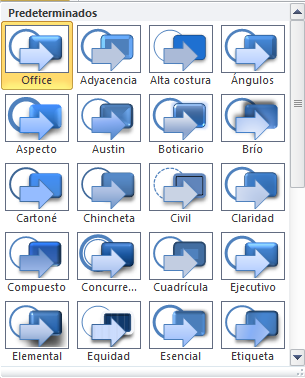 Predeterminados
Office Adyacencia Alta costura Ángulos
Aspecto Austin Boticario Brío
Cartoné Chincheta Civil Claridad
Compuesto Concurre... Cuadrícula Ejecutivo
Elemental Equidad Esencial Etiqueta